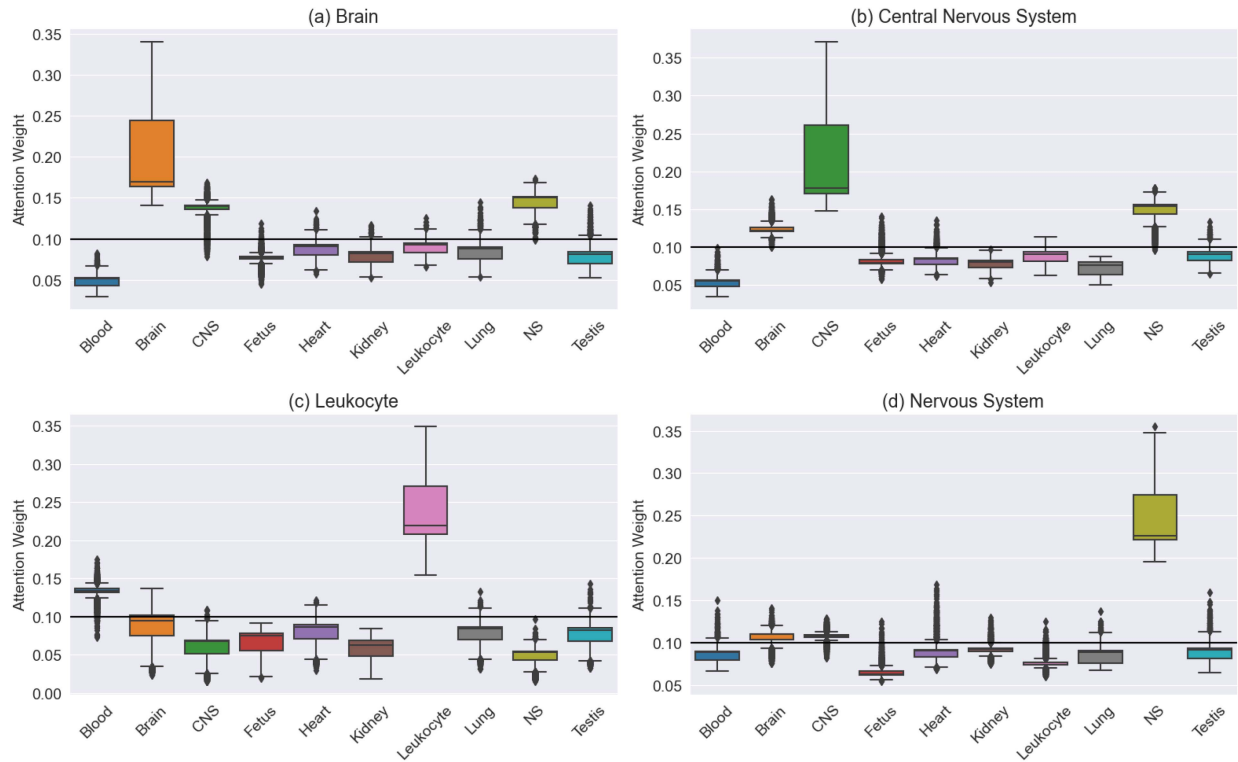 (a) Brain
Attention Weight
0.35
0.30
0.25
0.20
0.15
0.10
0.05
Blood
Brain
CNS
Fetus
Heart
Kidney
Leukocyte
Lung
NS
Testis
(b) Central Nervous System
Attention Weight
0.35
0.30
0.25
0.20
0.15
0.10
0.05
Blood
Brain
CNS
Fetus
Heart
Kidney
Leukocyte
Lung
NS
Testis
(c) Leukocyte
Attention Weight
0.35
0.30
0.25
0.20
0.15
0.10
0.05
0.00
Blood
Brain
CNS
Fetus
Heart
Kidney
Leukocyte
Lung
NS
Testis
(d) Nervous System
Attention Weight
0.35
0.30
0.25
0.20
0.15
0.10
0.05
Blood
Brain
CNS
Fetus
Heart
Kidney
Leukocyte
Lung
NS
Testis